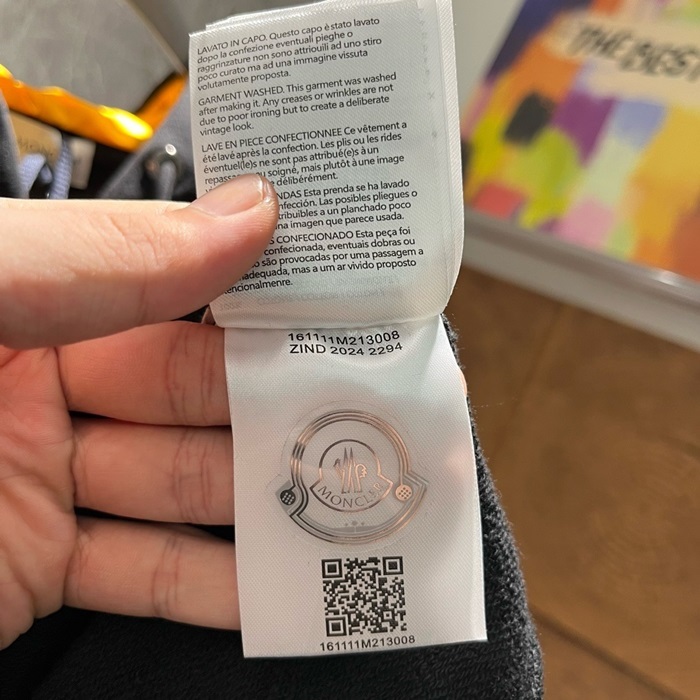 LAVATO IN CAPO. Questo capo è stato lavato
dopo la confezione eventuali pieghe o
raggrinzature non sono attriouili ad uno stiro
poco curato ma ad una immagine vissuta
volutamente proposta.
GARMENT WASHED. This garment was washed
after making it. Any creases or wrinkles are not
due to poor ironing but to create a deliberate
vintage look.
LAVE EN PIECE CONFECTIONNEE Ce vêtement a
été lavé après la confection. Les plis ou les rides
éventuel(le)s ne sont pas attribué(e)s à un
soigné, mais plutôt à une image
délibérément.
Esta prenda se ha lavado
Las posibles pliegues o
a un planchado poco
imagen que parece usada.
CONFECIONADO Esta peça foi
confecionada, eventuais dobras ou
são provocadas por uma passagem a
mas a um ar vivido proposto
161111M213008
ZIND 2024 2294
MONCLER
161111M213008
THE BEST